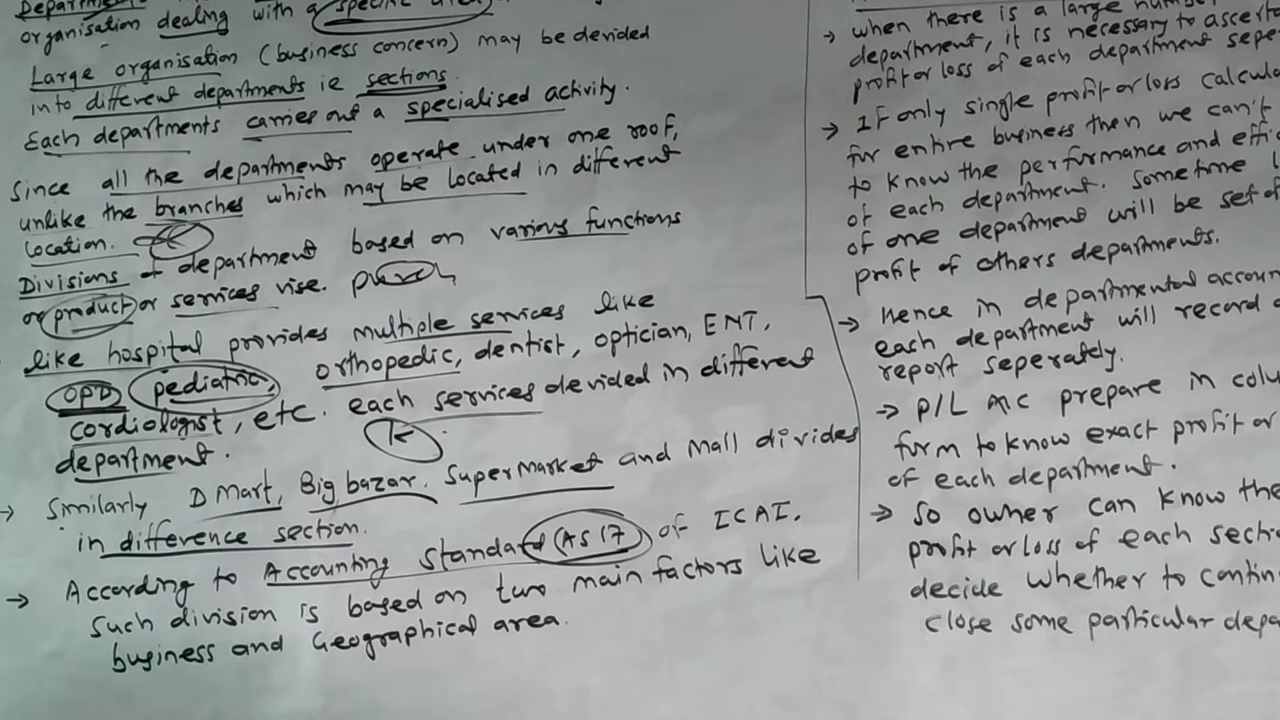 organisation dealing with a specific area
Large organisation (business concern) may be devided
into different departments ie sections.
Each departments carries out a specialised activity.
Since all the departments operate under one roof,
unlike the branches which may be located in different
location.
Divisions of department based on various functions
or product or services vise.
like hospital provides multiple services like
OPD pediatric, orthopedic, dentist, optician, ENT,
cordiologist, etc. each services devided in different
department.
→ Similarly D Mart, Big bazar, Supermarket and mall divides
in difference section.
→ According to Accounting Standard (AS 17) of ICAI.
Such division is based on two main factors like
business and Geographical area.
→ when there is a large
department, it is necessary to
profit or loss of each department
→ If only single profit or loss
for entire business then we can't
to know the performance and
of each department. Sometime
of one department will be set
profit of others departments.
→ Hence in departmental
each department will record
report seperately.
→ P/L A/C prepare in
form to know exact profit or
of each department.
→ So owner can know the
profit or loss of each
decide whether to
close some particular